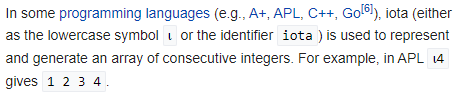 In some programming languages (e.g., A+, APL, C++, Go[6]), iota (either
as the lowercase symbol ⍳ or the identifier iota ) is used to represent
and generate an array of consecutive integers. For example, in APL ⍳4
gives 1 2 3 4 .